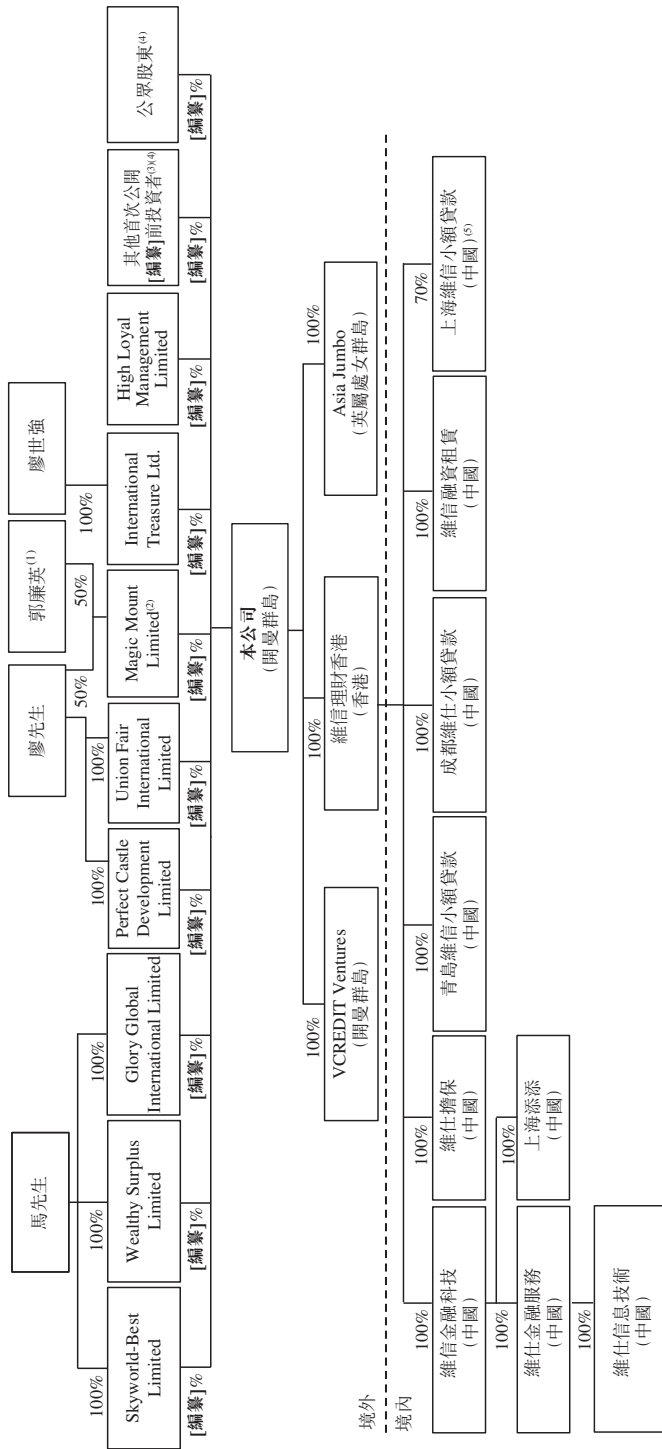 馬先生
廖先生
郭廉英(1)
廖世強
100%
100%
100%
100%
100%
50%
50%
100%
Skyworld-Best
Limited
Wealthy Surplus
Limited
Glory Global
International Limited
Perfect Castle
Development
Limited
Union Fair
International
Limited
Magic Mount
Limited(2)
International
Treasure Ltd.
High Loyal
Management
Limited
其他首次公開
[編纂]前投資者(3)(4)
公眾股東(4)
[編纂]%
[編纂]%
[編纂]%
[編纂]%
[編纂]%
[編纂]%
[編纂]%
[編纂]%
[編纂]%
[編纂]%
本公司
(開曼群島)
100%
100%
100%
VCREDIT Ventures
(開曼群島)
維信理財香港
(香港)
Asia Jumbo
(英屬處女群島)
境外
境內
100%
100%
100%
100%
100%
70%
維信金融科技
(中國)
維仕擔保
(中國)
青島維信小額貸款
(中國)
成都維仕小額貸款
(中國)
維信融資租賃
(中國)
上海維信小額貸款
(中國)(5)
100%
100%
維仕金融服務
(中國)
上海添添
(中國)
100%
維仕信息技術
(中國)